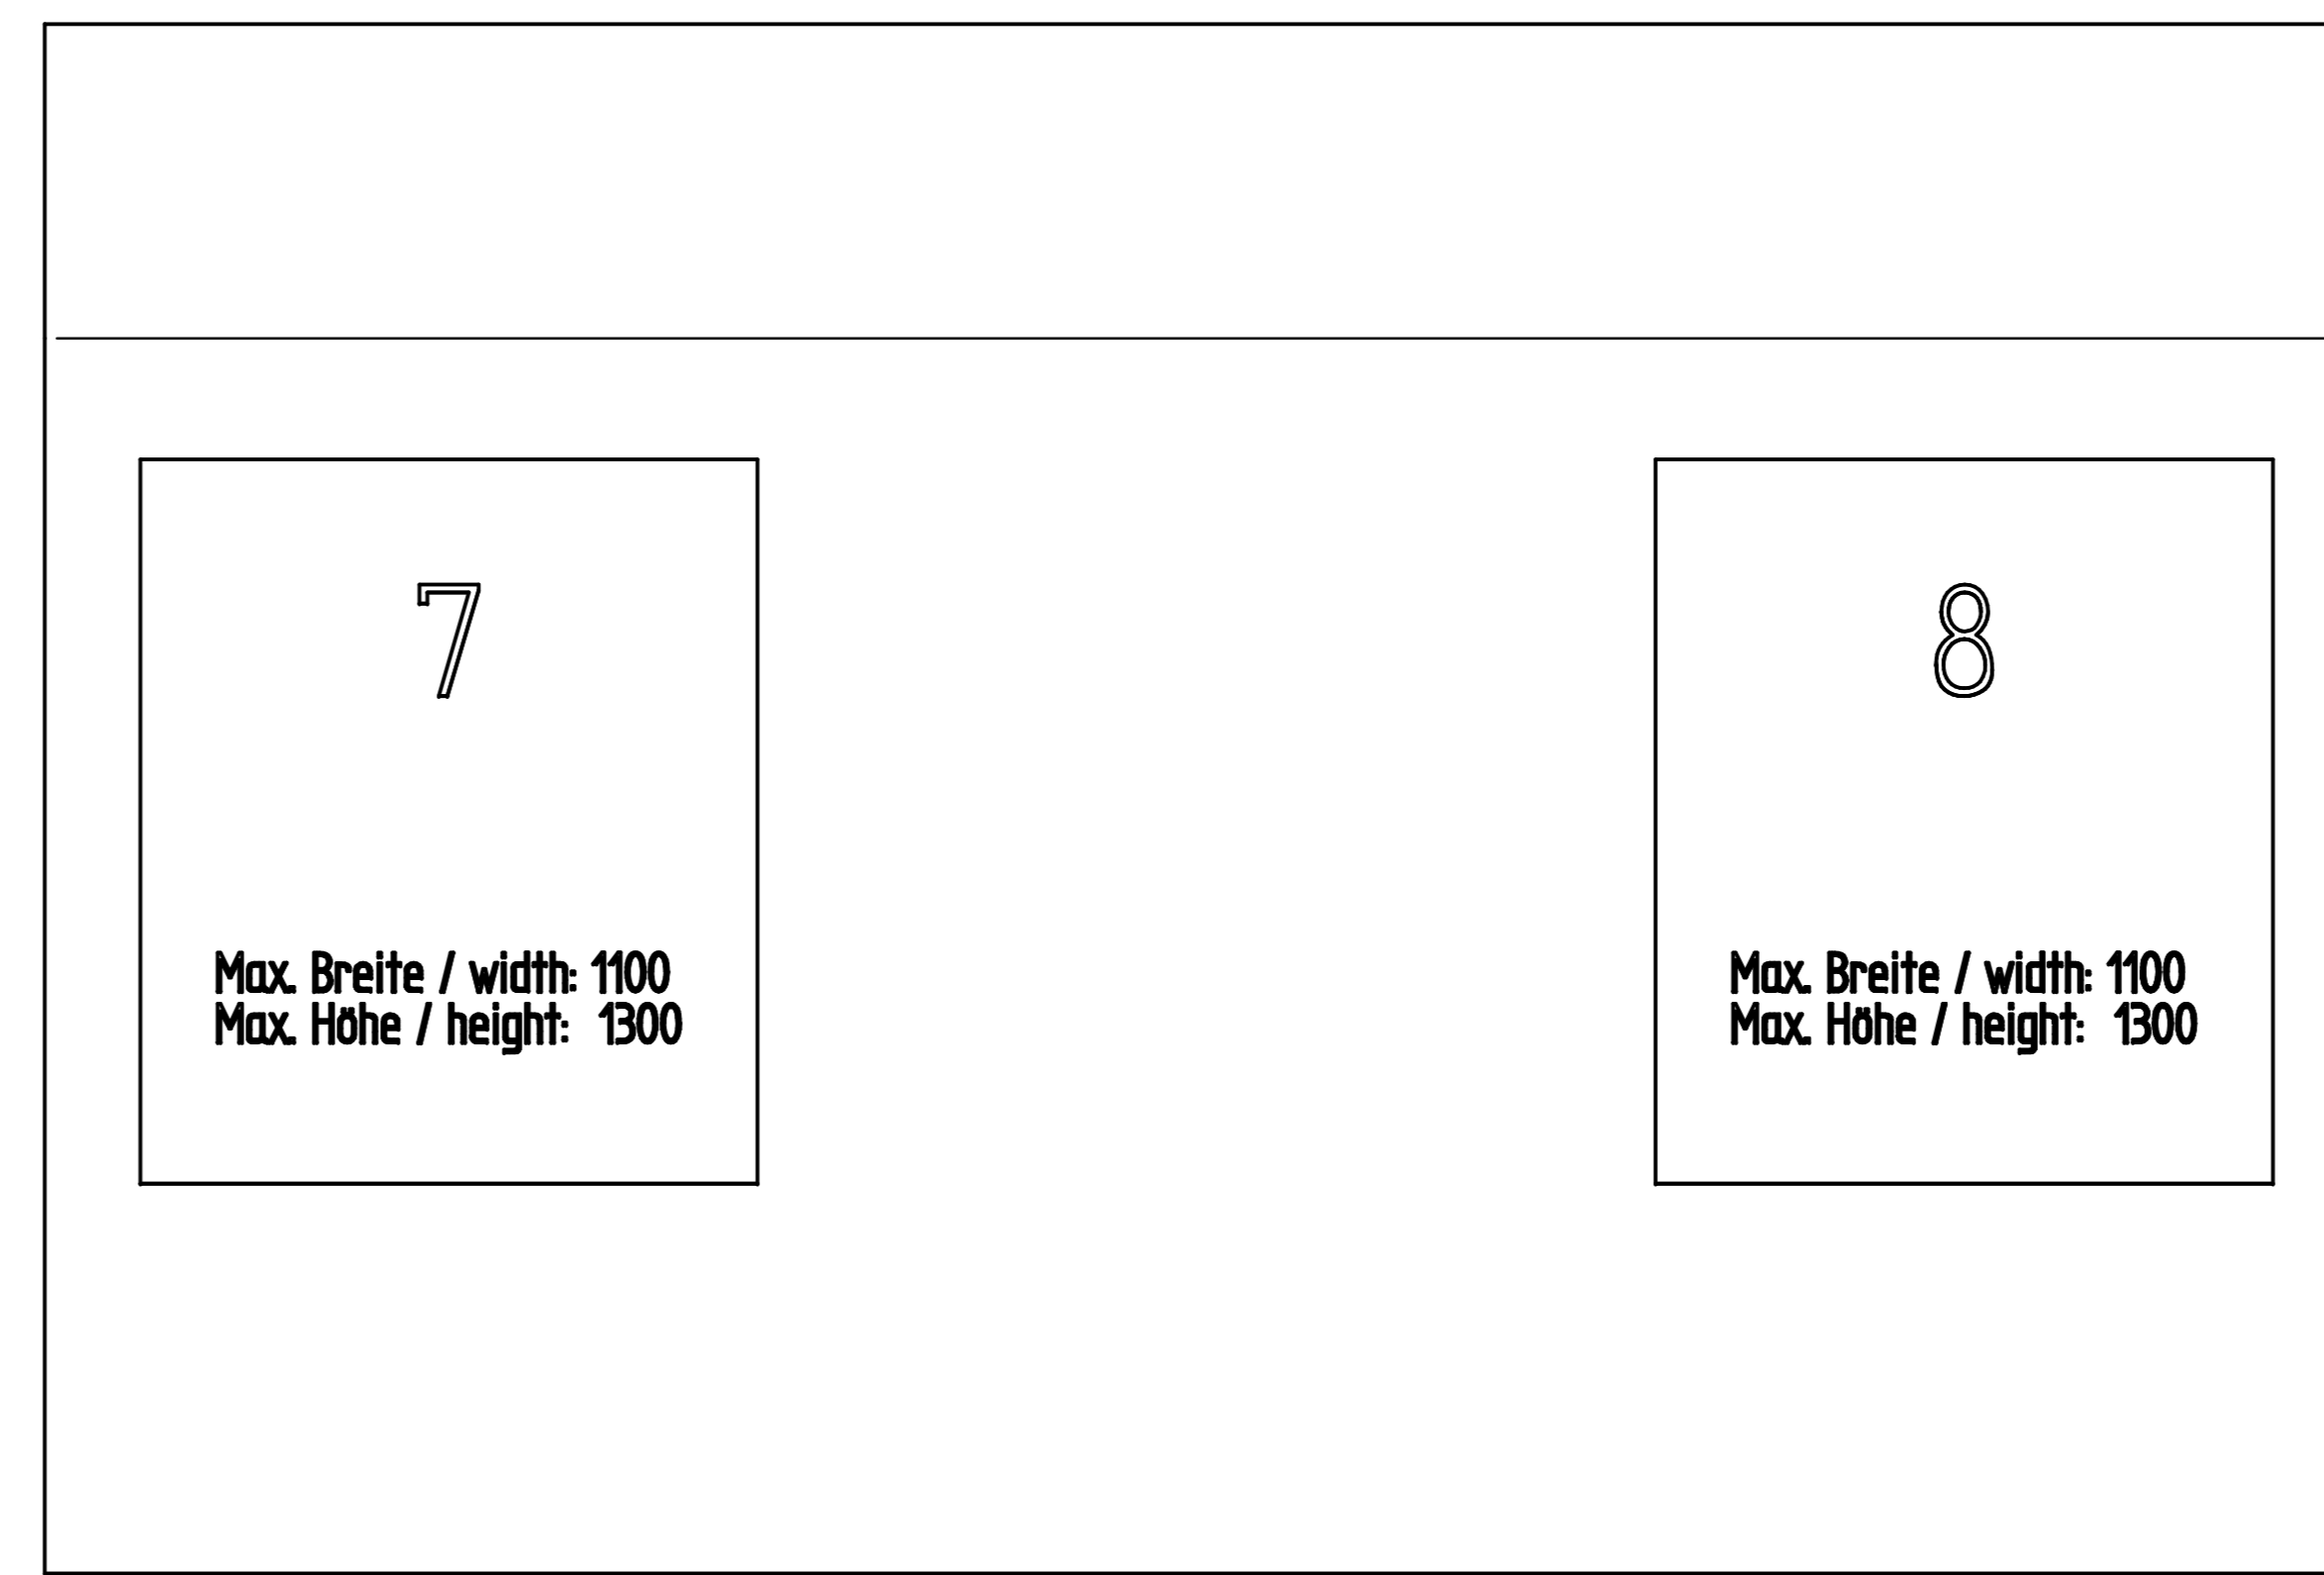 7
8
Max. Breite / width: 1100
Max. Höhe / height: 1300
Max. Breite / width: 1100
Max. Höhe / height: 1300